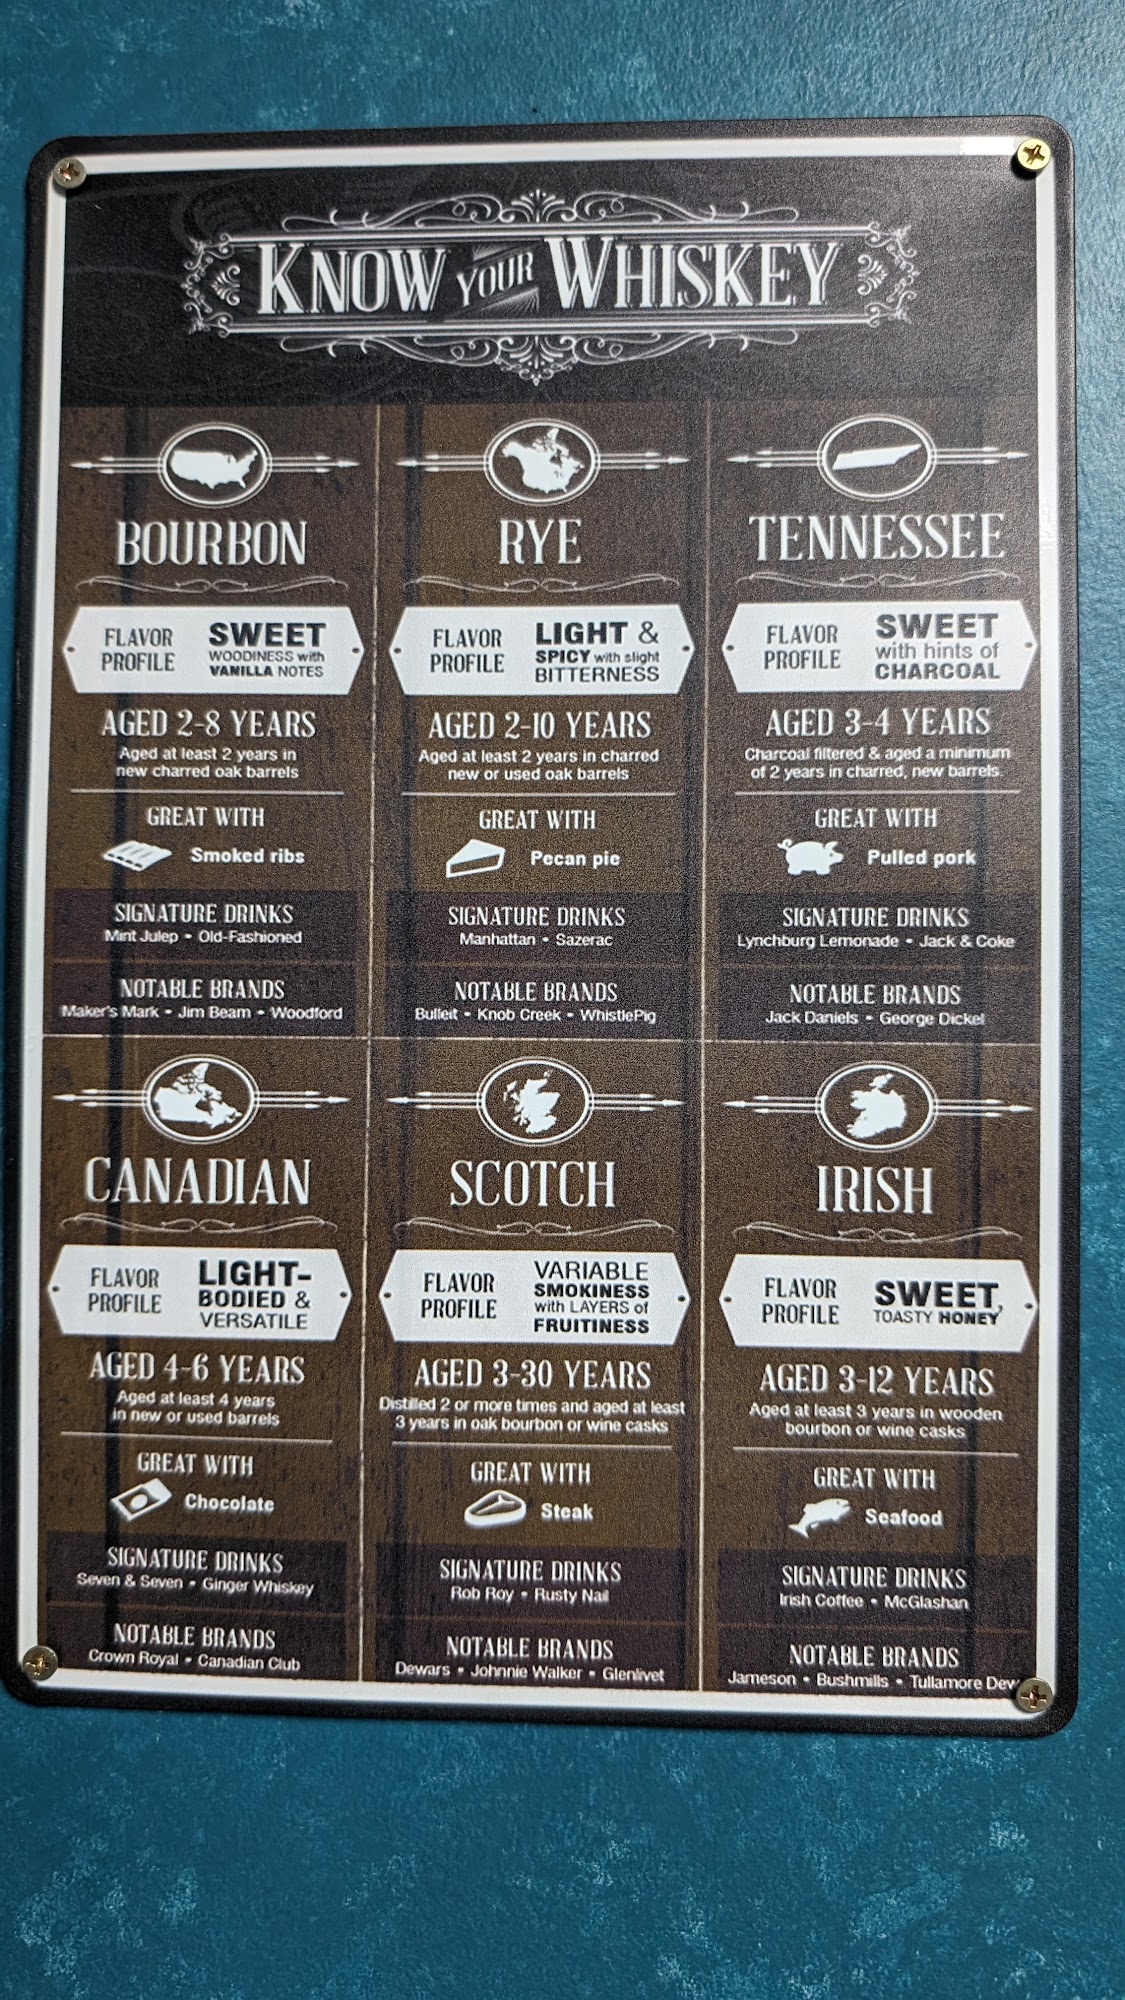 KNOW YOUR WHISKEY
BOURBON
FLAVOR
PROFILE
SWEET
WOODINESS with
VANILLA NOTES
AGED 2-8 YEARS
Aged at least 2 years in
new charred oak barrels
GREAT WITH
Smoked ribs
SIGNATURE DRINKS
Mint Julep • Old-Fashioned
NOTABLE BRANDS
Maker's Mark • Jim Beam • Woodford
RYE
FLAVOR
PROFILE
LIGHT &
SPICY with slight
BITTERNESS
AGED 2-10 YEARS
Aged at least 2 years in charred
new or used oak barrels
GREAT WITH
Pecan pie
SIGNATURE DRINKS
Manhattan • Sazerac
NOTABLE BRANDS
Bulleit • Knob Creek • WhistlePig
TENNESSEE
FLAVOR
PROFILE
SWEET
with hints of
CHARCOAL
AGED 3-4 YEARS
Charcoal filtered & aged a minimum
of 2 years in charred, new barrels.
GREAT WITH
Pulled pork
SIGNATURE DRINKS
Lynchburg Lemonade • Jack & Coke
NOTABLE BRANDS
Jack Daniels • George Dickel
CANADIAN
FLAVOR
PROFILE
LIGHT-
BODIED &
VERSATILE
AGED 4-6 YEARS
Aged at least 4 years
in new or used barrels
GREAT WITH
Chocolate
SIGNATURE DRINKS
Seven & Seven • Ginger Whiskey
NOTABLE BRANDS
Crown Royal • Canadian Club
SCOTCH
FLAVOR
PROFILE
VARIABLE
SMOKINESS
with LAYERS of
FRUITINESS
AGED 3-30 YEARS
Distilled 2 or more times and aged at least
3 years in oak bourbon or wine casks
GREAT WITH
Steak
SIGNATURE DRINKS
Rob Roy • Rusty Nail
NOTABLE BRANDS
Dewars • Johnnie Walker • Glenlivet
IRISH
FLAVOR
PROFILE
SWEET,
TOASTY HONEY
AGED 3-12 YEARS
Aged at least 3 years in wooden
bourbon or wine casks
GREAT WITH
Seafood
SIGNATURE DRINKS
Irish Coffee • McGlashan
NOTABLE BRANDS
Jameson • Bushmills • Tullamore Dew